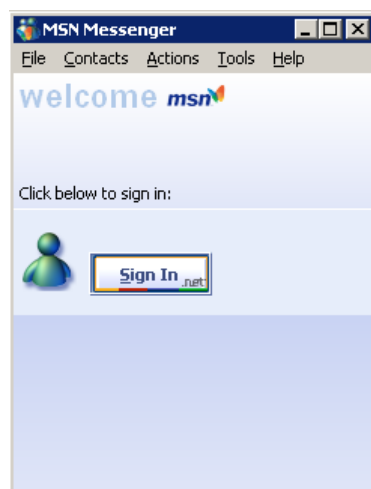 MSN Messenger
File Contacts Actions Tools Help
welcome msn
Click below to sign in:
Sign In .net